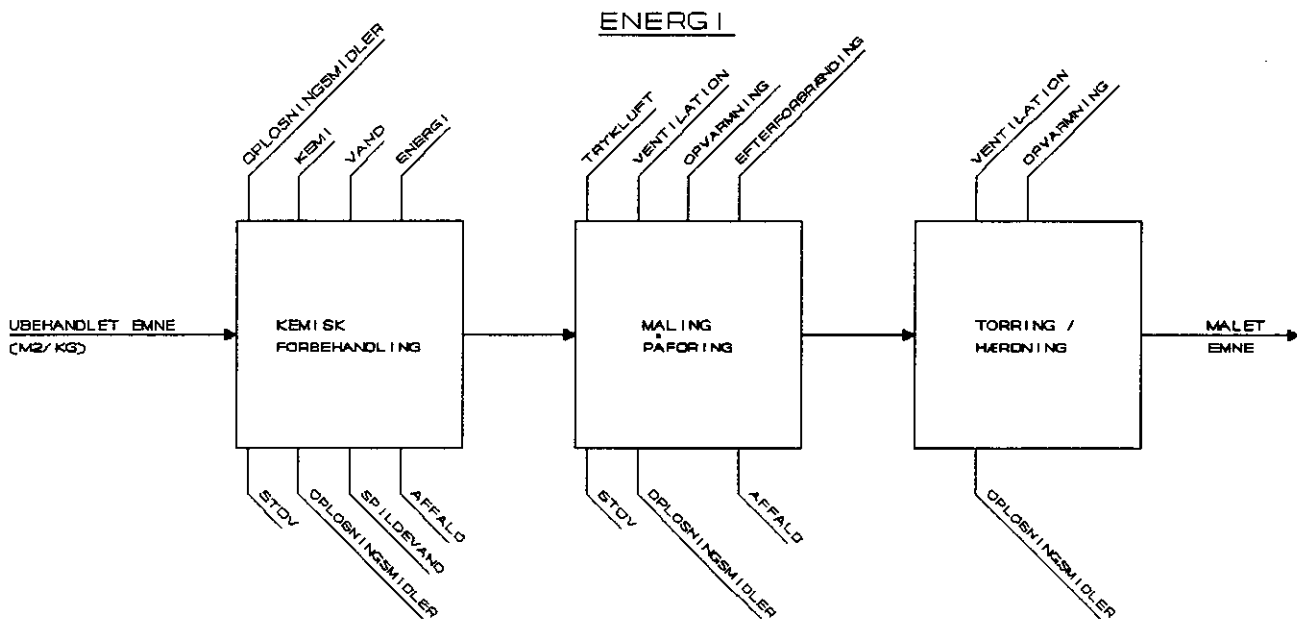 ENERGI
OPLOSNINGSMIDLER
KEMI
VAND
ENERGI
TRYKLUFT
VENTILATION
OPVARMNING
EFTERFORBRÆNDING
VENTILATION
OPVARMNING
UBEHANDLET EMNE
(M2/KG)
KEMISK
FORBEHANDLING
MALING
PÅFORING
TORRING /
HÆRDNING
MALET
EMNE
STOV
OPLOSNINGSMIDLER
SPILDEVAND
AFFALD
STOV
OPLOSNINGSMIDLER
AFFALD
OPLOSNINGSMIDLER